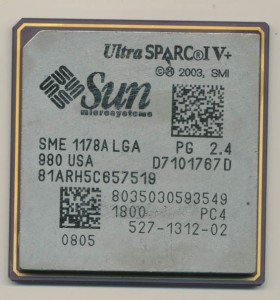 UltraSPARC®IV+
©Ⓜ 2003, SMI
Sun
microsystems
SME 1178A LGA PG 2.4
980 USA D7101767D
81ARH5C657519
8035030593549
1800 PC4
527-1312-02
0805